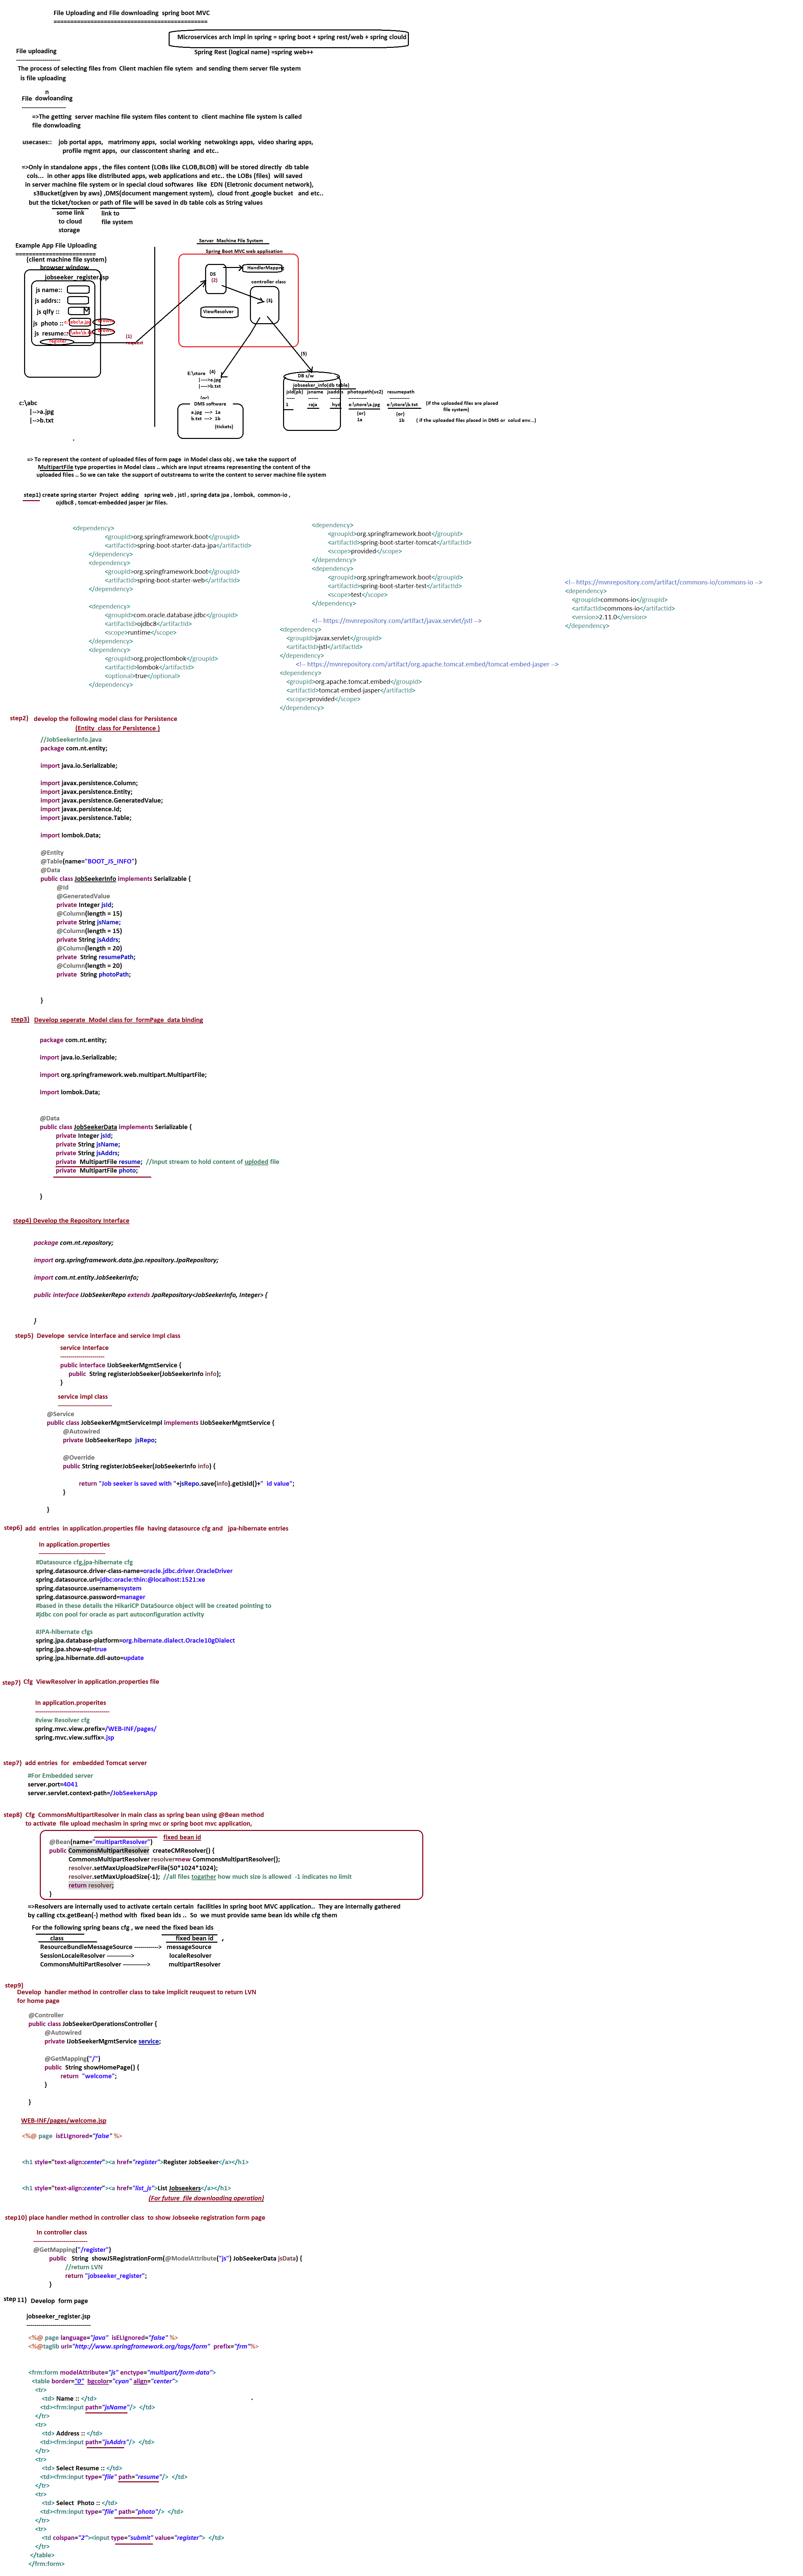 File Uploading and File downloading  spring boot MVC
==============================================
Microservices arch impl in spring = spring boot + spring rest/web + spring clould
Spring Rest (logical name) =spring web++
File uploading
----------------------
The process of selecting files from  Client machien file sytem  and sending them server file system
is file uploading
n
File  dowloanding
----------------------
=>The getting  server machine file system files content to  client machine file system is called
file donwloading
usecases::    job portal apps,   matrimony apps,  social working  netwokings apps,  video sharing apps,
profile mgmt apps,  our classcontent sharing  and etc..
=>Only in standalone apps , the files content (LOBs like CLOB,BLOB) will be stored directly  db table
cols...  in other apps like distributed apps, web applications and etc.. the LOBs (files)  will saved
in server machine file system or in special cloud softwares  like  EDN (Eletronic document network),
s3Bucket(given by aws) ,DMS(document mangement system),  cloud front ,google bucket   and etc..
but the ticket/tocken or path of file will be saved in db table cols as String values
some link
to cloud
storage
link to
file system
Example App File Uploading
========================
(client machine file system)
browser window
jobseeker_register.jsp
js name::
js addrs::
js qlfy ::
js  photo ::
js  resume::
register
(1)
request
Server  Machine File System
Spring Boot MVC web application
DS
(2)
HandlerMapping
controller class
(3)
ViewResolver
c:\abc
|-->a.jpg
|-->b.txt
E:\store  (4)
|---->a.jpg
|---->b.txt
(or)
DMS software
a.jpg  ---> 1a
b.txt  ---> 1b
(tickets)
(5)
DB s/w
jobseeker_info(db table)
jsid(pk)   jsname   jsaddrs   photopath(vc2)   resumepath
1   raja   hyd   e:\store\a.jpg   e:\store\b.txt
(or)   (or)
1a   1b
(if the uploaded files are placed
file system)
( if the uploaded files placed in DMS or  colud env...)
=> To represent the content of uploaded files of form page  in Model class obj , we take the support of
MultipartFile type properties in Model class .. which are input streams representing the content of the
uploaded files .. So we can take  the support of outstreams to write the content to server machine file system
step1) create spring starter  Project  adding   spring web , jstl , spring data jpa , lombok,  common-io ,
ojdbc8 , tomcat-embedded jasper jar files.
<dependency>
<groupid>org.springframework.boot</groupid>
<artifactid>spring-boot-starter-data-jpa</artifactid>
</dependency>
<dependency>
<groupid>org.springframework.boot</groupid>
<artifactid>spring-boot-starter-web</artifactid>
</dependency>
<dependency>
<groupid>com.oracle.database.jdbc</groupid>
<artifactid>ojdbc8</artifactid>
<scope>runtime</scope>
</dependency>
<dependency>
<groupid>org.projectlombok</groupid>
<artifactid>lombok</artifactid>
<optional>true</optional>
</dependency>
<dependency>
<groupid>org.springframework.boot</groupid>
<artifactid>spring-boot-starter-tomcat</artifactid>
<scope>provided</scope>
</dependency>
<dependency>
<groupid>org.springframework.boot</groupid>
<artifactid>spring-boot-starter-test</artifactid>
<scope>test</scope>
</dependency>
<!-- https://mvnrepository.com/artifact/javax.servlet/jstl -->
<dependency>
<groupid>javax.servlet</groupid>
<artifactid>jstl</artifactid>
</dependency>
<!-- https://mvnrepository.com/artifact/org.apache.tomcat.embed/tomcat-embed-jasper -->
<dependency>
<groupid>org.apache.tomcat.embed</groupid>
<artifactid>tomcat-embed-jasper</artifactid>
<scope>provided</scope>
</dependency>
<!-- https://mvnrepository.com/artifact/commons-io/commons-io -->
<dependency>
<groupid>commons-io</groupid>
<artifactid>commons-io</artifactid>
<version>2.11.0</version>
</dependency>
step2)   develop the following model class for Persistence
(Entity  class for Persistence )
//JobSeekerInfo.java
package com.nt.entity;
import java.io.Serializable;
import javax.persistence.Column;
import javax.persistence.Entity;
import javax.persistence.GeneratedValue;
import javax.persistence.Id;
import javax.persistence.Table;
import lombok.Data;
@Entity
@Table(name="BOOT_JS_INFO")
@Data
public class JobSeekerInfo implements Serializable {
@Id
@GeneratedValue
private Integer jsId;
@Column(length = 15)
private String jsName;
@Column(length = 15)
private String jsAddrs;
@Column(length = 20)
private  String resumePath;
@Column(length = 20)
private  String photoPath;
}
step3)   Develop seperate  Model class for  formPage  data binding
package com.nt.entity;
import java.io.Serializable;
import org.springframework.web.multipart.MultipartFile;
import lombok.Data;
@Data
public class JobSeekerData implements Serializable {
private Integer jsId;
private String jsName;
private String jsAddrs;
private  MultipartFile resume;  //Input stream to hold content of uploded file
private  MultipartFile photo;
}
step4) Develop the Repository Interface
package com.nt.repository;
import org.springframework.data.jpa.repository.JpaRepository;
import com.nt.entity.JobSeekerInfo;
public interface IJobSeekerRepo extends JpaRepository<JobSeekerInfo, Integer> {
}
step5)  Develope  service interface and service Impl class
service Interface
----------------------
public interface IJobSeekerMgmtService {
public  String registerJobSeeker(JobSeekerInfo info);
}
service impl class
---------------------------
@Service
public class JobSeekerMgmtServiceImpl implements IJobSeekerMgmtService {
@Autowired
private IJobSeekerRepo  jsRepo;
@Override
public String registerJobSeeker(JobSeekerInfo info) {
return "Job seeker is saved with "+jsRepo.save(info).getJsId()+"  id value";
}
}
step6)  add  entries  in application.properties file  having datasource cfg and   jpa-hibernate entries
In application.properties
---------------------------------
#Datasource cfg,jpa-hibernate cfg
spring.datasource.driver-class-name=oracle.jdbc.driver.OracleDriver
spring.datasource.url=jdbc:oracle:thin:@localhost:1521:xe
spring.datasource.username=system
spring.datasource.password=manager
#based in these details the HikariCP DataSource object will be created pointing to
#jdbc con pool for oracle as part autoconfiguration activity
#JPA-hibernate cfgs
spring.jpa.database-platform=org.hibernate.dialect.Oracle10gDialect
spring.jpa.show-sql=true
spring.jpa.hibernate.ddl-auto=update
step7)  Cfg  ViewResolver in application.properties file
In application.properites
-------------------------------------
#view Resolver cfg
spring.mvc.view.prefix=/WEB-INF/pages/
spring.mvc.view.suffix=.jsp
step7)  add entries  for  embedded Tomcat server
#For Embedded server
server.port=4041
server.servlet.context-path=/JobSeekersApp
step8)  Cfg  CommonsMultipartResolver in main class as spring bean using @Bean method
to activate  file upload mechasim in spring mvc or spring boot mvc application,
fixed bean id
@Bean(name="multipartResolver")
public CommonsMultipartResolver  createCMResolver() {
CommonsMultipartResolver resolver=new CommonsMultipartResolver();
resolver.setMaxUploadSizePerFile(50*1024*1024);
resolver.setMaxUploadSize(-1);  //all files togather how much size is allowed  -1 indicates no limit
return resolver;
}
=>Resolvers are internally used to activate certain certain  facilities in spring boot MVC application..  They are internally gathered
by calling ctx.getBean(-) method with  fixed bean ids ..  So  we must provide same bean ids while cfg them
For the following spring beans cfg , we need the fixed bean ids
class   fixed bean id  ,
ResourceBundleMessageSource ------------>   messageSource
SessionLocaleResolver ------------>   localeResolver
CommonsMultiPartResolver ------------>   multipartResolver
step9)
Develop  handler method in controller class to take implicit reuquest to return LVN
for home page
@Controller
public class JobSeekerOperationsController {
@Autowired
private IJobSeekerMgmtService service;
@GetMapping("/")
public  String showHomePage() {
return  "welcome";
}
}
WEB-INF/pages/welcome.jsp
<%@ page  isELIgnored="false" %>
<h1 style="text-align:center"><a href="register">Register JobSeeker</a></h1>
<h1 style="text-align:center"><a href="list_js">List Jobseekers</a></h1>
(For future  file downloading operation)
step10) place handler method in controller class  to show Jobseeke registration form page
In controller class
---------------------------
@GetMapping("/register")
public   String  showJSRegistrationForm(@ModelAttribute("js") JobSeekerData jsData) {
//return LVN
return "jobseeker_register";
}
step 11)  Develop  form page
jobseeker_register.jsp
--------------------------------
<%@ page language="java"  isELIgnored="false" %>
<%@taglib uri="http://www.springframework.org/tags/form"  prefix="frm"%>
<frm:form modelAttribute="js" enctype="multipart/form-data">
<table border="0"  bgcolor="cyan" align="center">
<tr>
<td> Name :: </td>
<td><frm:input path="jsName"/>  </td>
</tr>
<tr>
<td> Address :: </td>
<td><frm:input path="jsAddrs"/>  </td>
</tr>
<tr>
<td> Select Resume :: </td>
<td><frm:input type="file" path="resume"/>  </td>
</tr>
<tr>
<td> Select  Photo :: </td>
<td><frm:input type="file" path="photo"/>  </td>
</tr>
<tr>
<td colspan="2"><input type="submit" value="register">  </td>
</tr>
</table>
</frm:form>